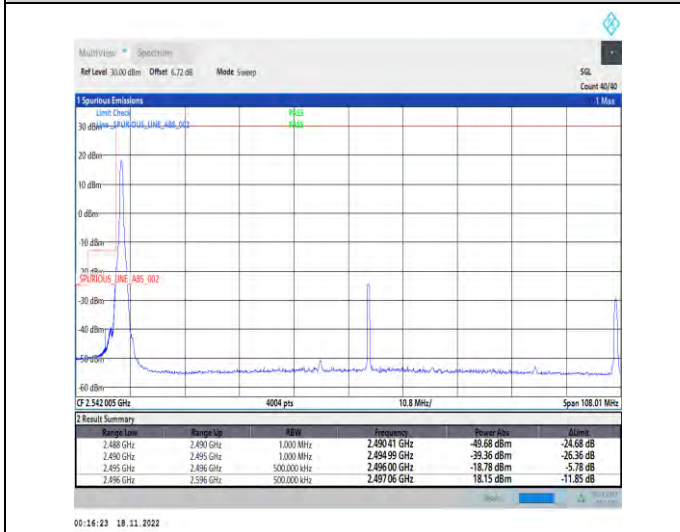 MultiView Spectrum
Ref Level 30.00 dBm Offset 6.72 dB Mode Sweep SGL
Count 40/40
1 Spurious Emissions 1 Max
Limit Check PASS
30 dBm Line _SPURIOUS_LINE_ABS_002 PASS
20 dBm
10 dBm
0 dBm
-10 dBm
-20 dBm
_SPURIOUS_LINE_ABS_002
-30 dBm
-40 dBm
-50 dBm
-60 dBm
CF 2.542 005 GHz 4004 pts 10.8 MHz/ Span 108.01 MHz
2 Result Summary
Range Low Range Up RBW Frequency Power Abs ΔLimit
2.488 GHz 2.490 GHz 1.000 MHz 2.490 41 GHz -49.68 dBm -24.68 dB
2.490 GHz 2.495 GHz 1.000 MHz 2.494 99 GHz -39.36 dBm -26.36 dB
2.495 GHz 2.496 GHz 500.000 kHz 2.496 00 GHz -18.78 dBm -5.78 dB
2.496 GHz 2.596 GHz 500.000 kHz 2.497 06 GHz 18.15 dBm -11.85 dB
00:16:23 18.11.2022